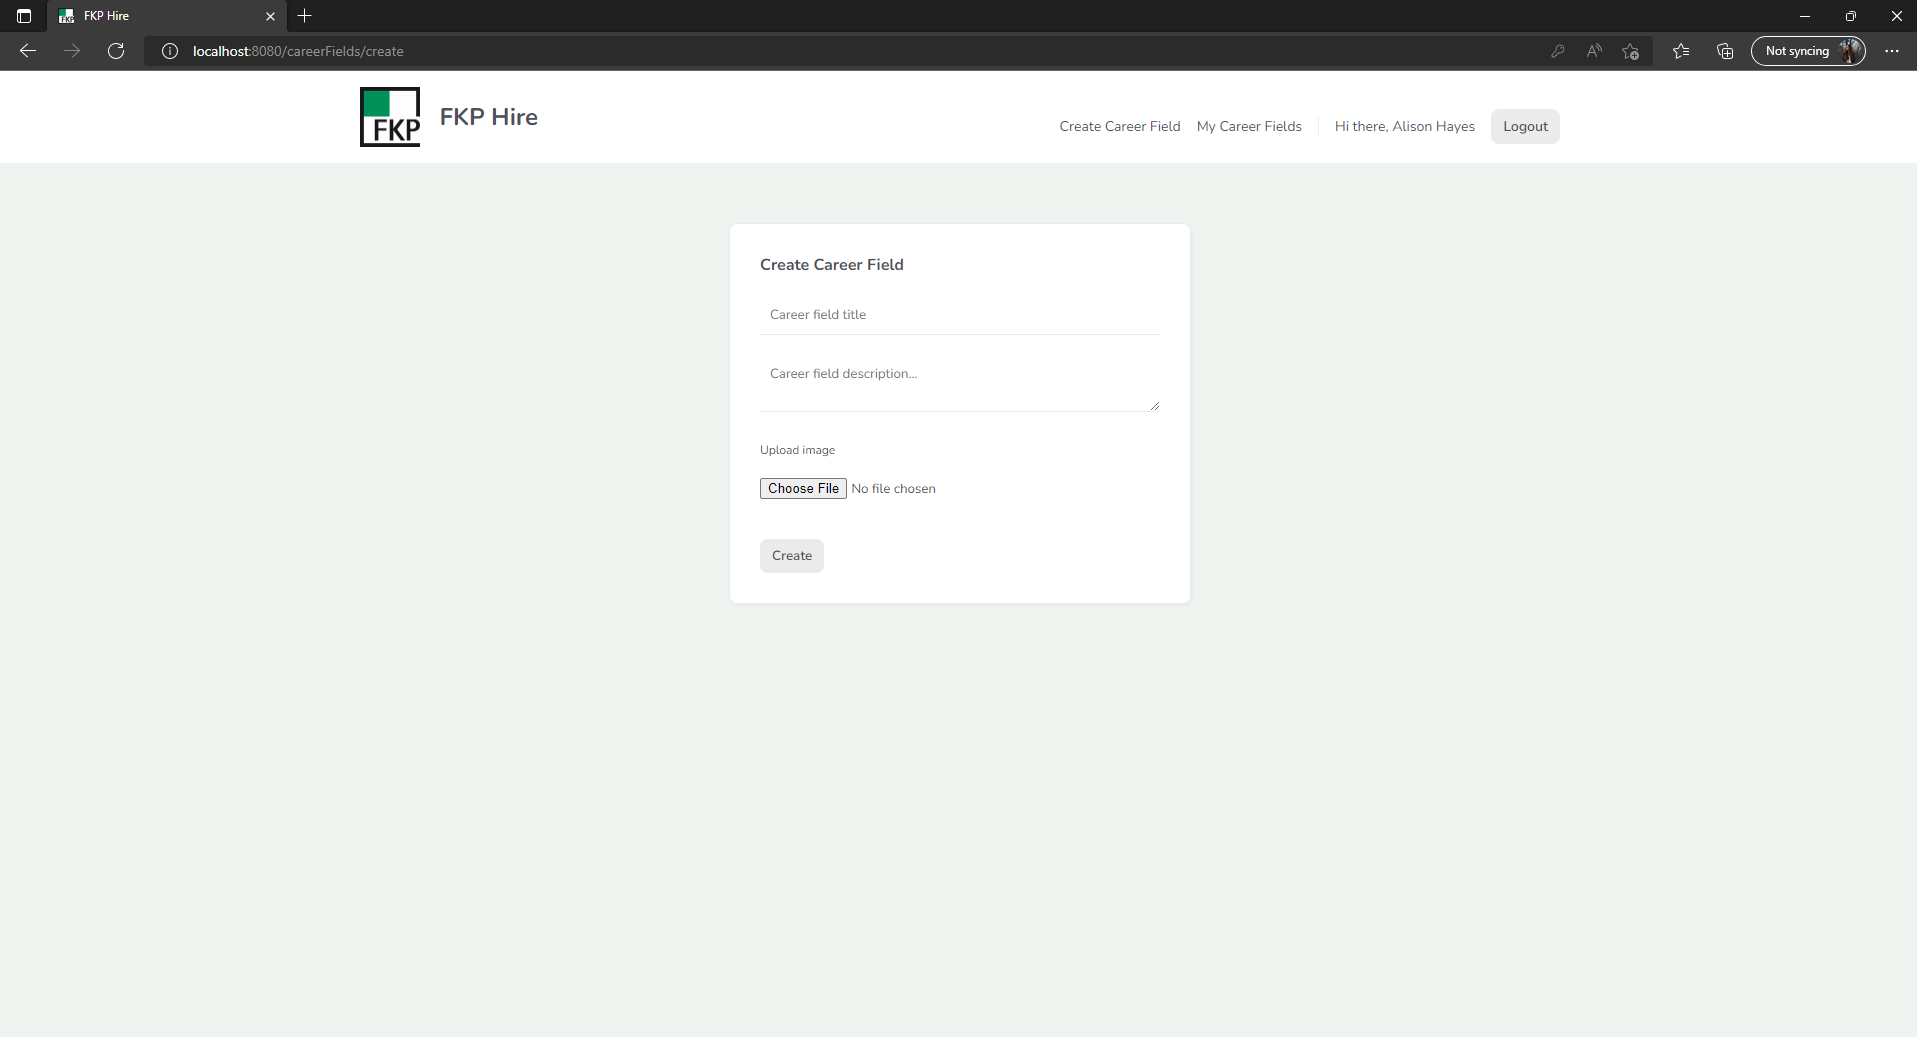 FKP Hire
localhost:8080/careerFields/create
Not syncing
FKP
FKP Hire
Create Career Field
My Career Fields
Hi there, Alison Hayes
Logout
Create Career Field
Career field title
Career field description...
Upload image
Choose File No file chosen
Create